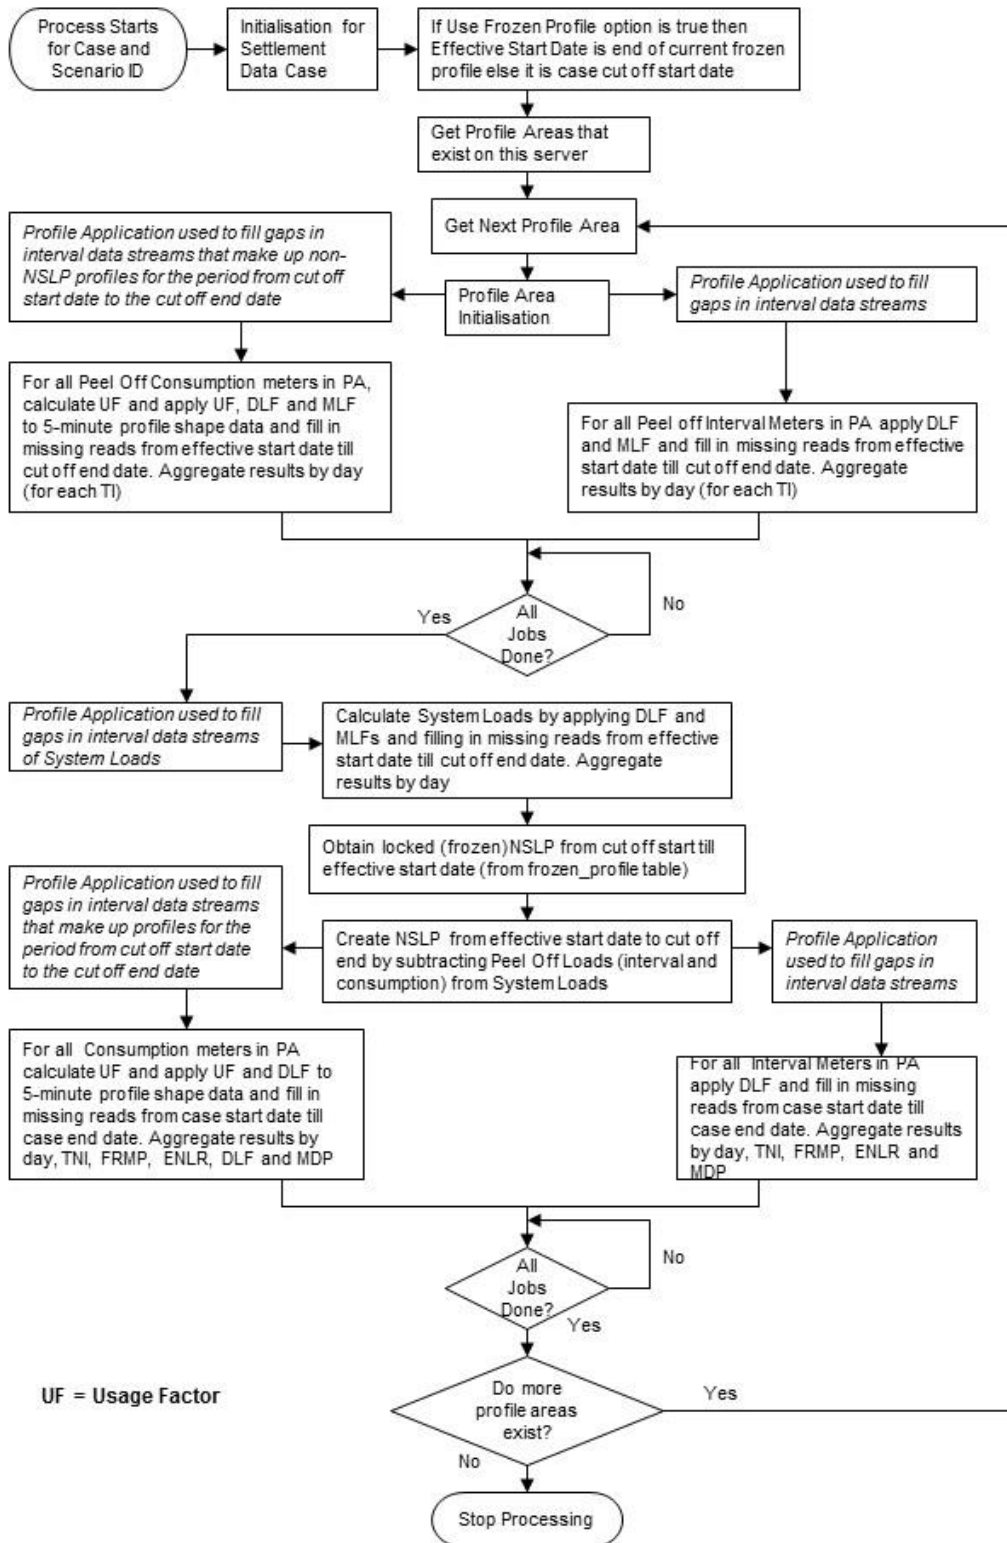 Process Starts
for Case and
Scenario ID
Initialisation for
Settlement
Data Case
If Use Frozen Profile option is true then
Effective Start Date is end of current frozen
profile else it is case cut off start date
Get Profile Areas that
exist on this server
Get Next Profile Area
Profile Application used to fill gaps in
interval data streams that make up non-
NSLP profiles for the period from cut off
start date to the cut off end date
Profile Area
Initialisation
Profile Application used to fill
gaps in interval data streams
For all Peel Off Consumption meters in PA,
calculate UF and apply UF, DLF and MLF
to 5-minute profile shape data and fill in
missing reads from effective start date till
cut off end date. Aggregate results by day
(for each TI)
For all Peel off Interval Meters in PA apply DLF
and MLF and fill in missing reads from effective
start date till cut off end date. Aggregate
results by day (for each TI)
All
Jobs
Done?
Yes
No
Profile Application used to fill
gaps in interval data streams
of System Loads
Calculate System Loads by applying DLF and
MLFs and filling in missing reads from effective
start date till cut off end date. Aggregate
results by day
Obtain locked (frozen) NSLP from cut off start till
effective start date (from frozen_profile table)
Profile Application used to fill
gaps in interval data streams
that make up profiles for the
period from cut off start date
to the cut off end date
Create NSLP from effective start date to cut off
end by subtracting Peel Off Loads (interval and
consumption) from System Loads
Profile Application
used to fill gaps in
interval data streams
For all Consumption meters in PA
calculate UF and apply UF and DLF to
5-minute profile shape data and fill in
missing reads from case start date till
case end date. Aggregate results by
day, TNI, FRMP, ENLR, DLF and MDP
For all Interval Meters in PA
apply DLF and fill in missing
reads from case start date till
case end date. Aggregate results
by day, TNI, FRMP, ENLR and
MDP
All
Jobs
Done?
No
Yes
UF = Usage Factor
Do more
profile areas
exist?
Yes
No
Stop Processing